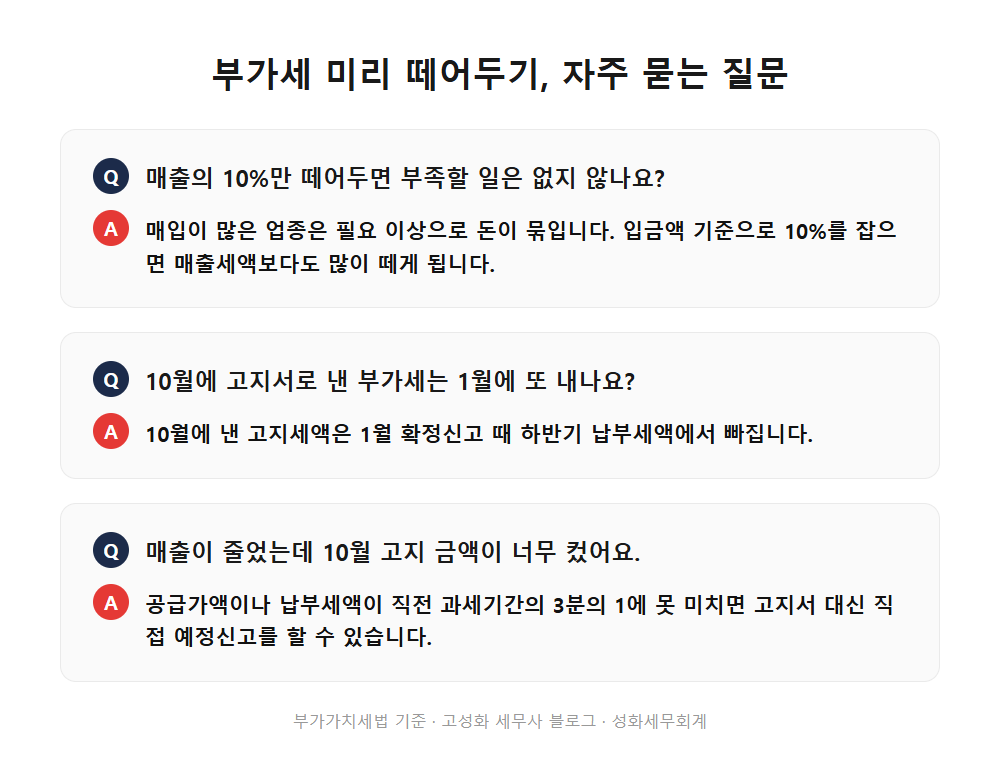 부가세 미리 떼어두기, 자주 묻는 질문
Q 매출의 10%만 떼어두면 부족할 일은 없지 않나요?
A 매입이 많은 업종은 필요 이상으로 돈이 묶입니다. 입금액 기준으로 10%를 잡으
면 매출세액보다도 많이 떼게 됩니다.
Q 10월에 고지서로 낸 부가세는 1월에 또 내나요?
A 10월에 낸 고지세액은 1월 확정신고 때 하반기 납부세액에서 빠집니다.
Q 매출이 줄었는데 10월 고지 금액이 너무 컸어요.
A 공급가액이나 납부세액이 직전 과세기간의 3분의 1에 못 미치면 고지서 대신 직
접 예정신고를 할 수 있습니다.
부가가치세법 기준 · 고성화 세무사 블로그 · 성화세무회계